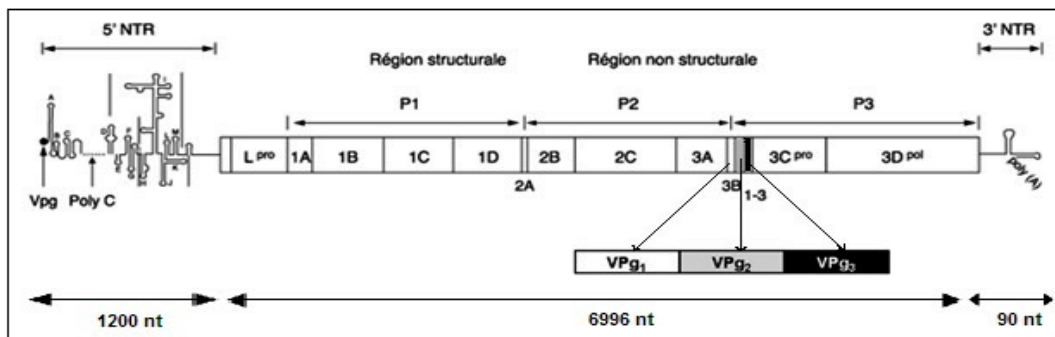 5' NTR
3' NTR
Région structurale
Région non structurale
P1
P2
P3
A
B
C
D
I
L pro
1A
1B
1C
1D
2B
2C
3A
3C pro
3D pol
Vpg
Poly C
2A
3B
1-3
poly (A)
VPg1
VPg2
VPg3
1200 nt
6996 nt
90 nt